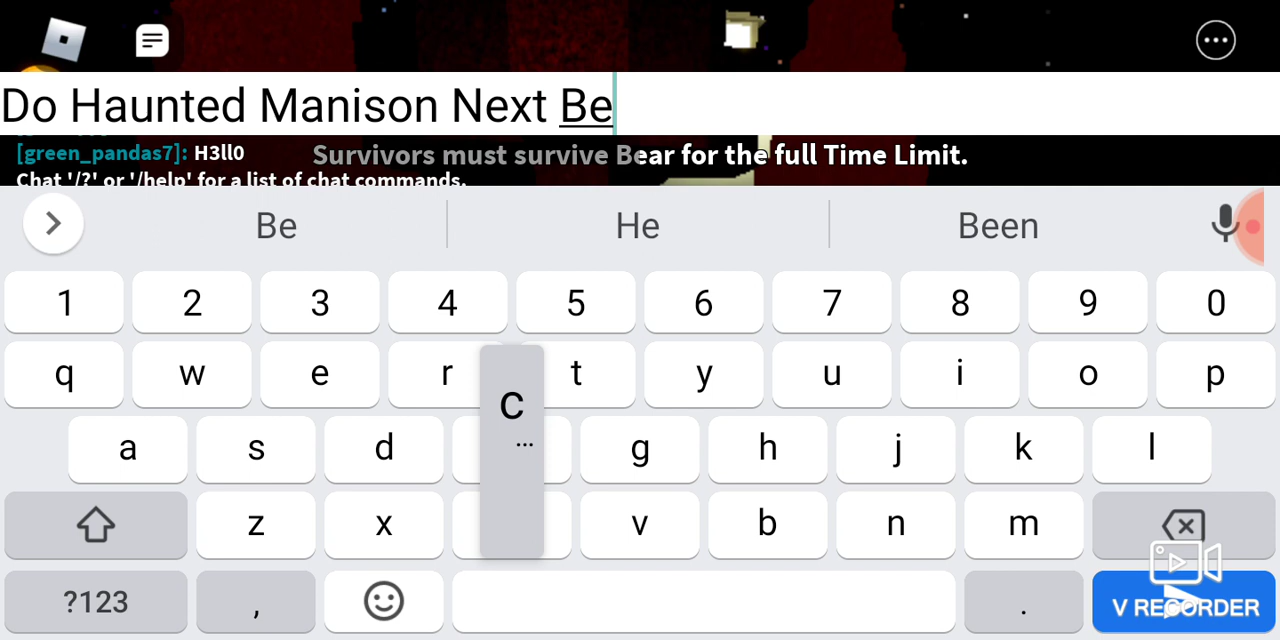 Do Haunted Manison Next Be
[green_pandas7]: H3ll0
Survivors must survive Bear for the full Time Limit.
Chat '/?' or '/help' for a list of chat commands.
Be He Been
1 2 3 4 5 6 7 8 9 0
q w e r t y u i o p
C
...
a s d g h j k l
z x v b n m
?123 , .
V RECORDER